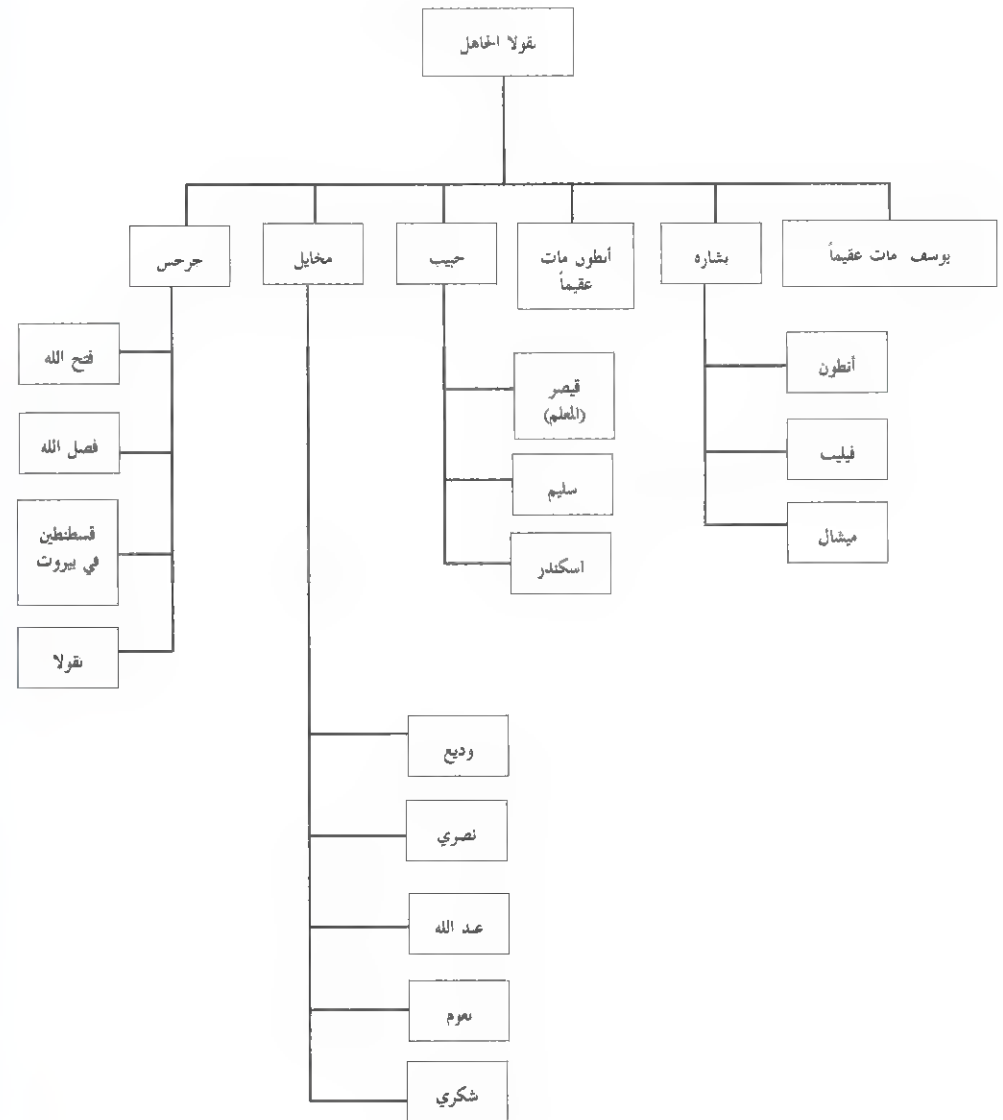 نقولا الجاهل
يوسف مات عقيماً
بشاره
أنطون مات
عقيماً
حبيب
مخايل
جرجس
أنطون
فيليب
ميشال
قيصر
(المعلم)
سليم
اسكندر
فتح الله
فضل الله
قسطنطين
في بيروت
نقولا
وديع
نصري
عبد الله
نعوم
شكري